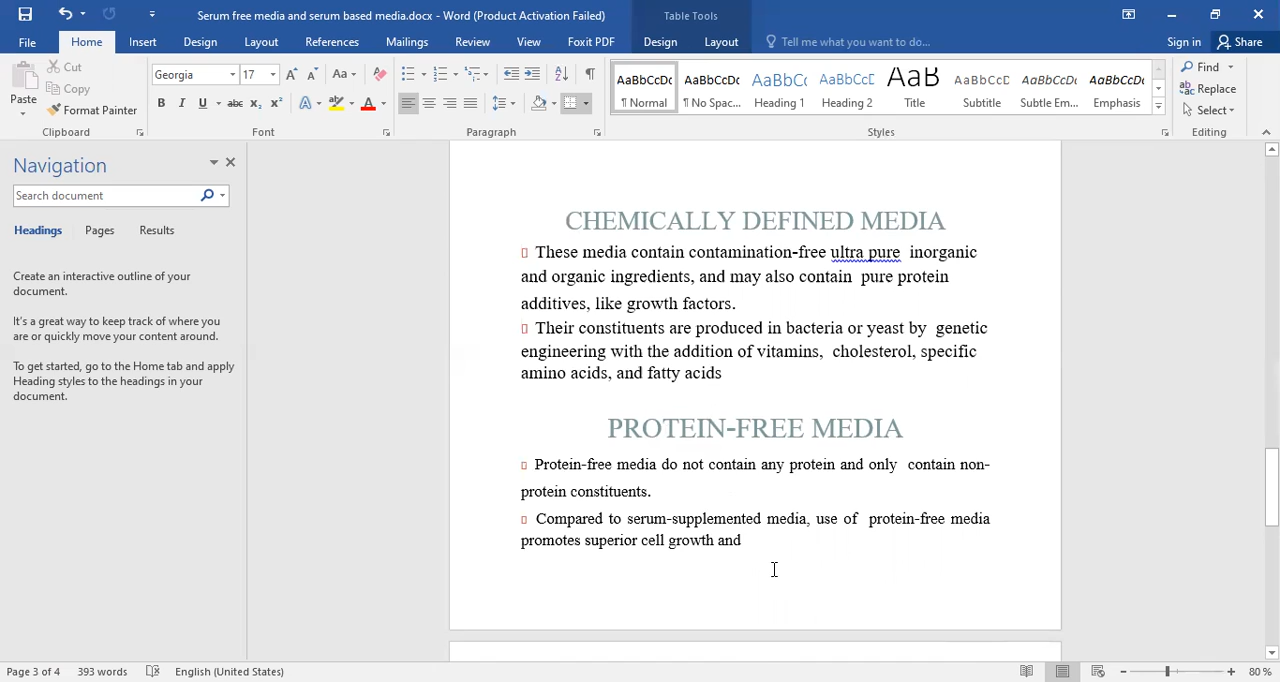 Serum free media and serum based media.docx - Word (Product Activation Failed)
Table Tools
File Home Insert Design Layout References Mailings Review View Foxit PDF Design Layout Tell me what you want to do... Sign in Share
Paste
Cut
Copy
Format Painter
Clipboard
Georgia 17
Aa
B I U abc x₂ x² A ab A
Font
Paragraph
AaBbCcDc AaBbCcDc AaBbCc AaBbCcE AaB AaBbCcDc AaBbCcDc AaBbCcDc
¶ Normal ¶ No Spac... Heading 1 Heading 2 Title Subtitle Subtle Em... Emphasis
Styles
Find
Replace
Select
Editing
Navigation
Search document
Headings Pages Results
Create an interactive outline of your
document.
It's a great way to keep track of where you
are or quickly move your content around.
To get started, go to the Home tab and apply
Heading styles to the headings in your
document.
CHEMICALLY DEFINED MEDIA
These media contain contamination-free ultra pure inorganic
and organic ingredients, and may also contain pure protein
additives, like growth factors.
Their constituents are produced in bacteria or yeast by genetic
engineering with the addition of vitamins, cholesterol, specific
amino acids, and fatty acids
PROTEIN-FREE MEDIA
Protein-free media do not contain any protein and only contain non-
protein constituents.
Compared to serum-supplemented media, use of protein-free media
promotes superior cell growth and
Page 3 of 4 393 words English (United States) 80 %